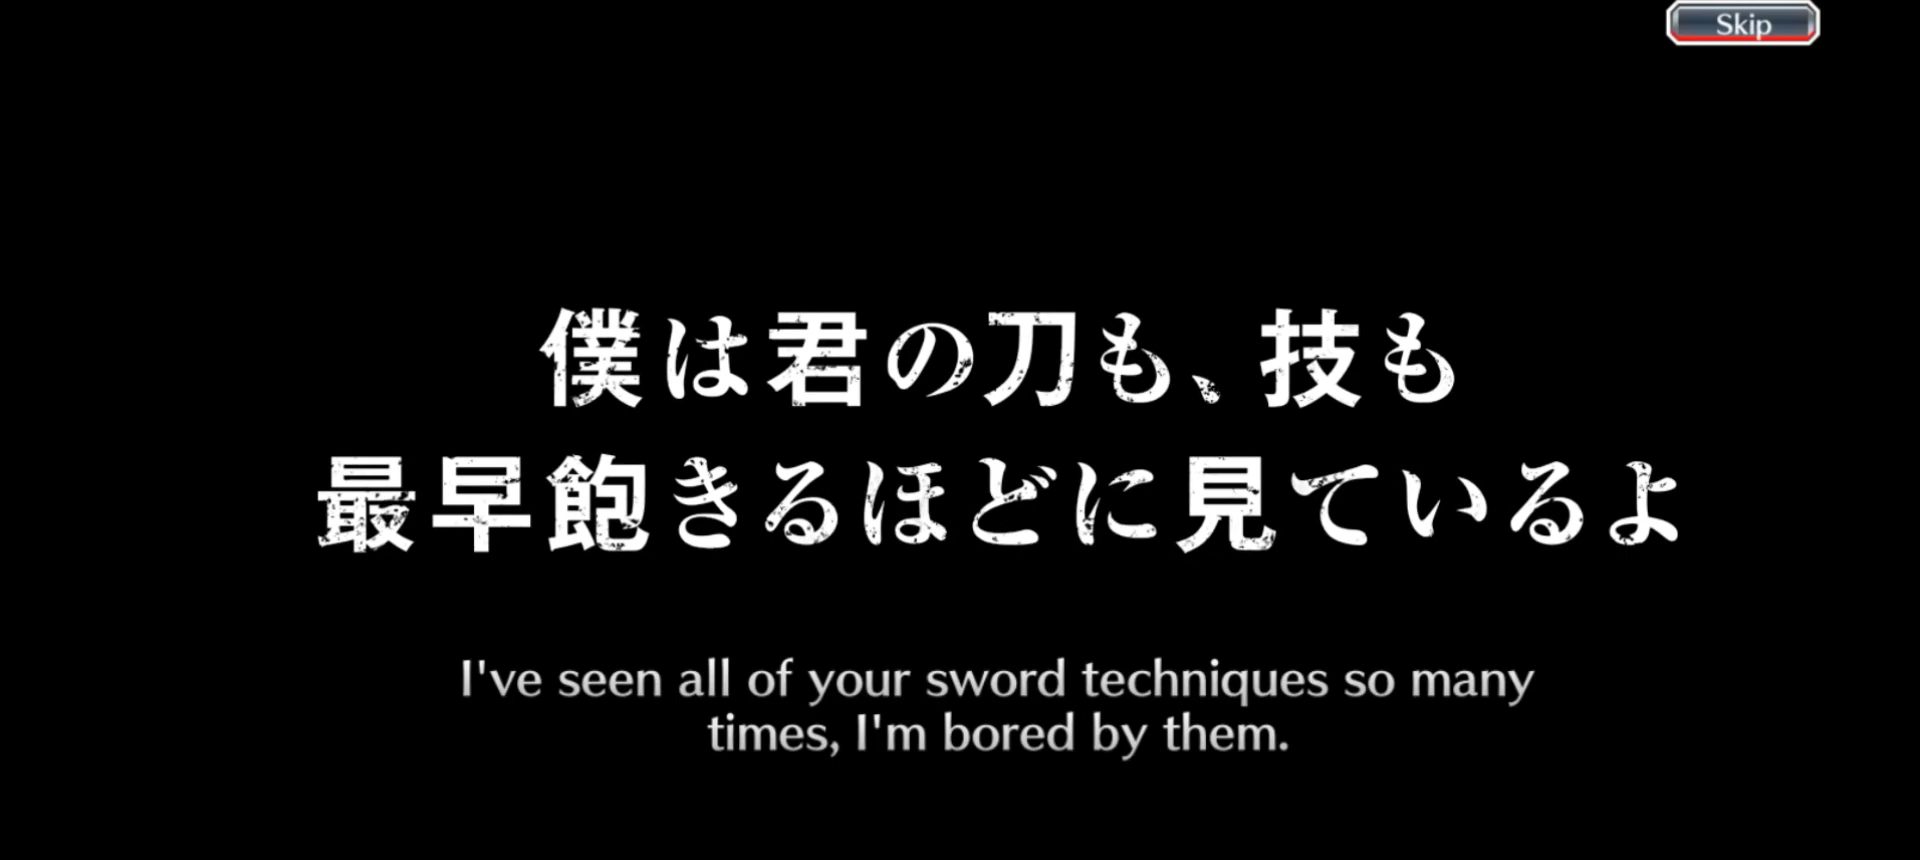 Skip
僕は君の刀も、技も
最早飽きるほどに見ているよ
I've seen all of your sword techniques so many
times, I'm bored by them.